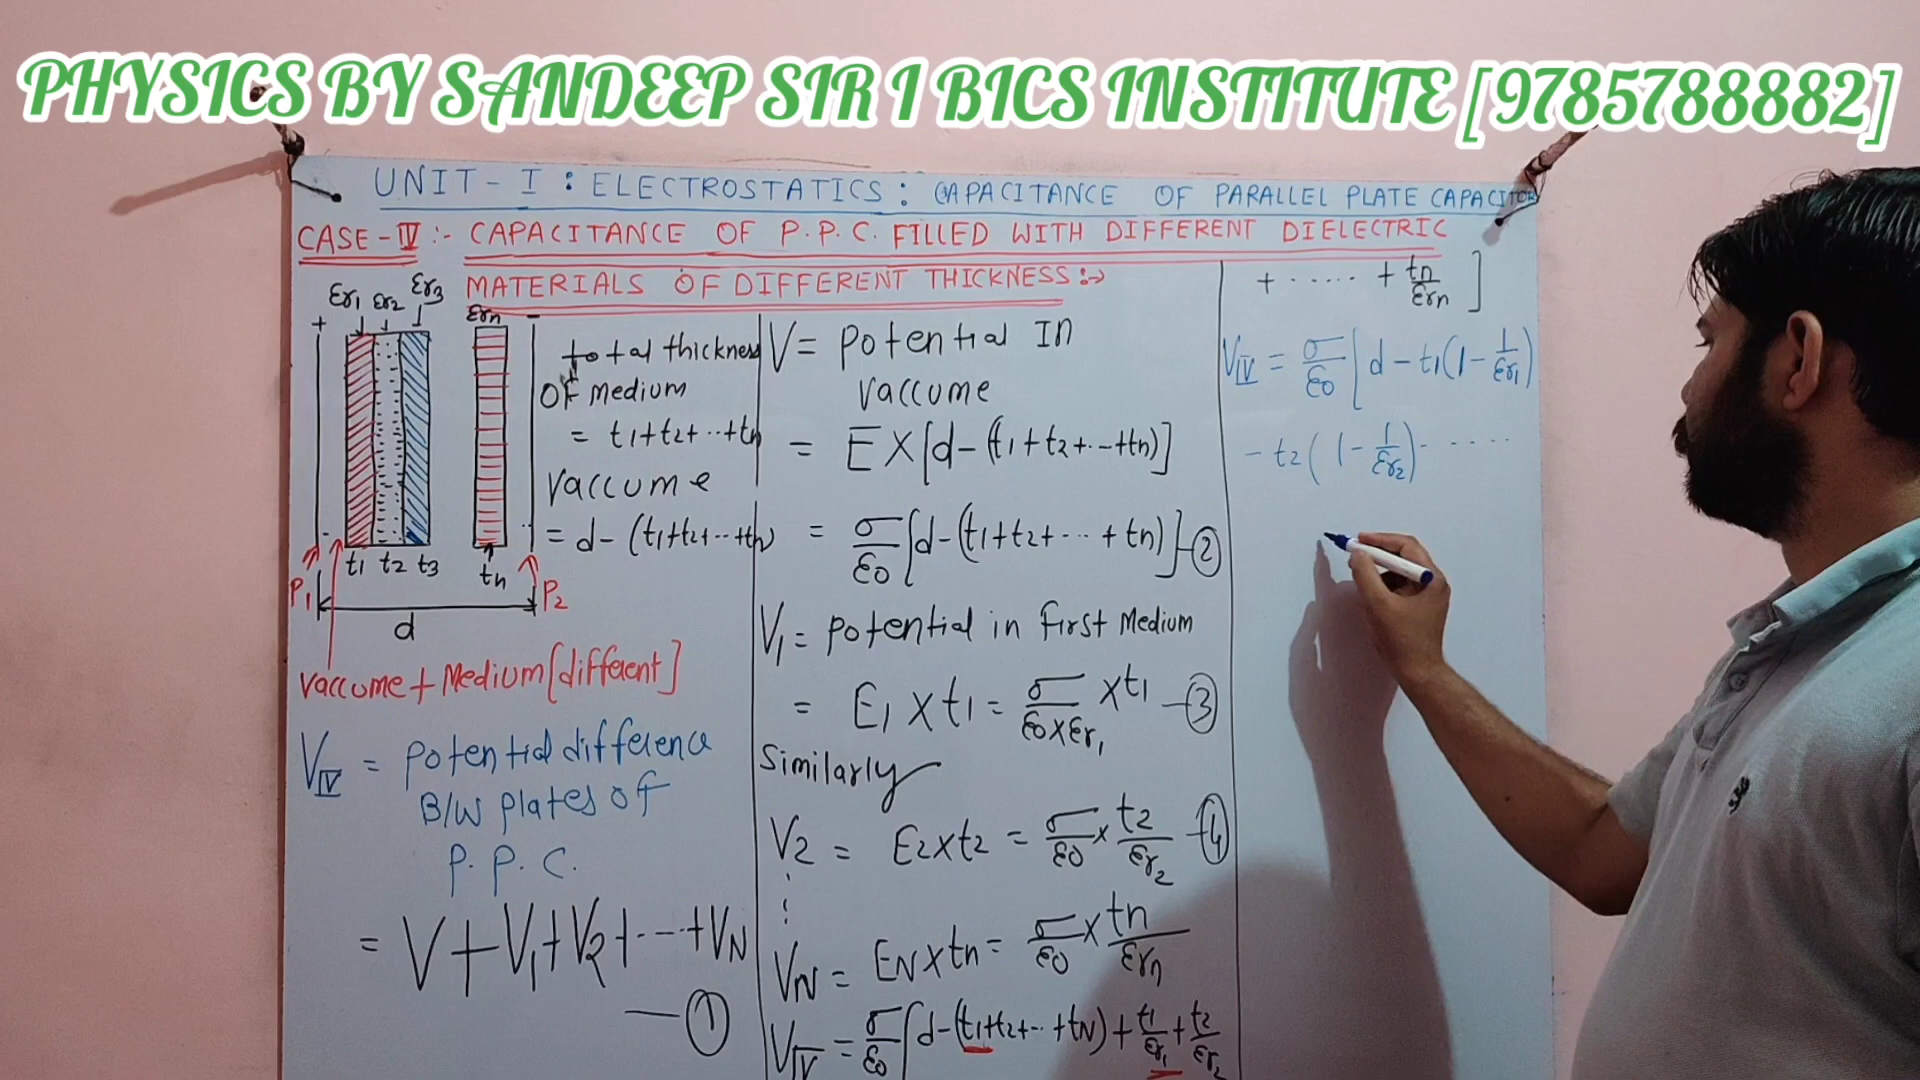 PHYSICS BY SANDEEP SIR I BICS INSTITUTE [9785788882]
UNIT-I : ELECTROSTATICS : CAPACITANCE OF PARALLEL PLATE CAPACITOR
CASE-IV :- CAPACITANCE OF P.P.C. FILLED WITH DIFFERENT DIELECTRIC
MATERIALS OF DIFFERENT THICKNESS :->
εr1 εr2 εr3 εrn
+ -
t1 t2 t3 tn
P1 P2
d
Vaccume + Medium [different]
total thickness
of medium
= t1+t2+..+tn
Vaccume
= d-(t1+t2+..+tn)
VIV = potential difference
B/W plates of
P.P.C.
= V+V1+V2+...+VN
— 1
V = potential IN
vaccume
= E X [d-(t1+t2+..+tn)]
= σ/ε0 [d-(t1+t2+...+tn)] — 2
V1 = potential in first Medium
= E1 X t1 = σ/ε0xεr1 x t1 — 3
Similarly
V2 = E2xt2 = σ/ε0 x t2/εr2 — 4
VN = ENxtn = σ/ε0 x tn/εrn
VIV = σ/ε0 [d-(t1+t2+..+tN) + t1/εr1 + t2/εr2
+ ..... + tn/εrn ]
VIV = σ/ε0 [d - t1(1 - 1/εr1)
- t2 (1 - 1/εr2) . ....